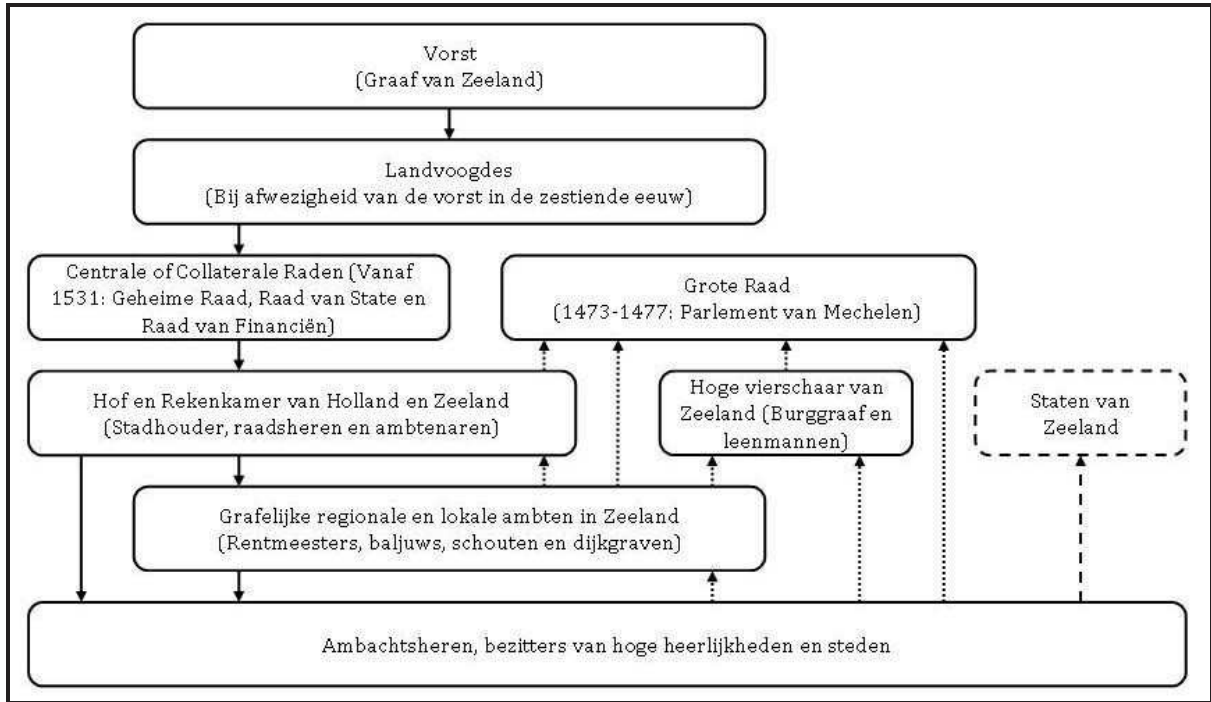 Vorst
(Graaf van Zeeland)
Landvoogdes
(Bij afwezigheid van de vorst in de zestiende eeuw)
Centrale of Collaterale Raden (Vanaf
1531: Geheime Raad, Raad van State en
Raad van Financiën)
Grote Raad
(1473-1477: Parlement van Mechelen)
Hof en Rekenkamer van Holland en Zeeland
(Stadhouder, raadsheren en ambtenaren)
Hoge vierschaar van
Zeeland (Burggraaf en
leenmannen)
Staten van
Zeeland
Grafelijke regionale en lokale ambten in Zeeland
(Rentmeesters, baljuws, schouten en dijkgraven)
Ambachtsheren, bezitters van hoge heerlijkheden en steden